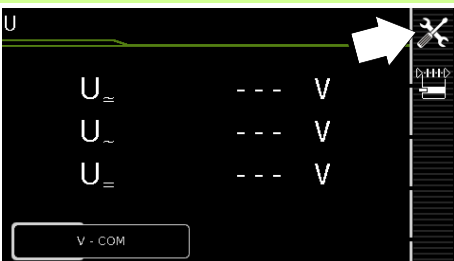 U
U≃ - - - V
U~ - - - V
U= - - - V
V - COM